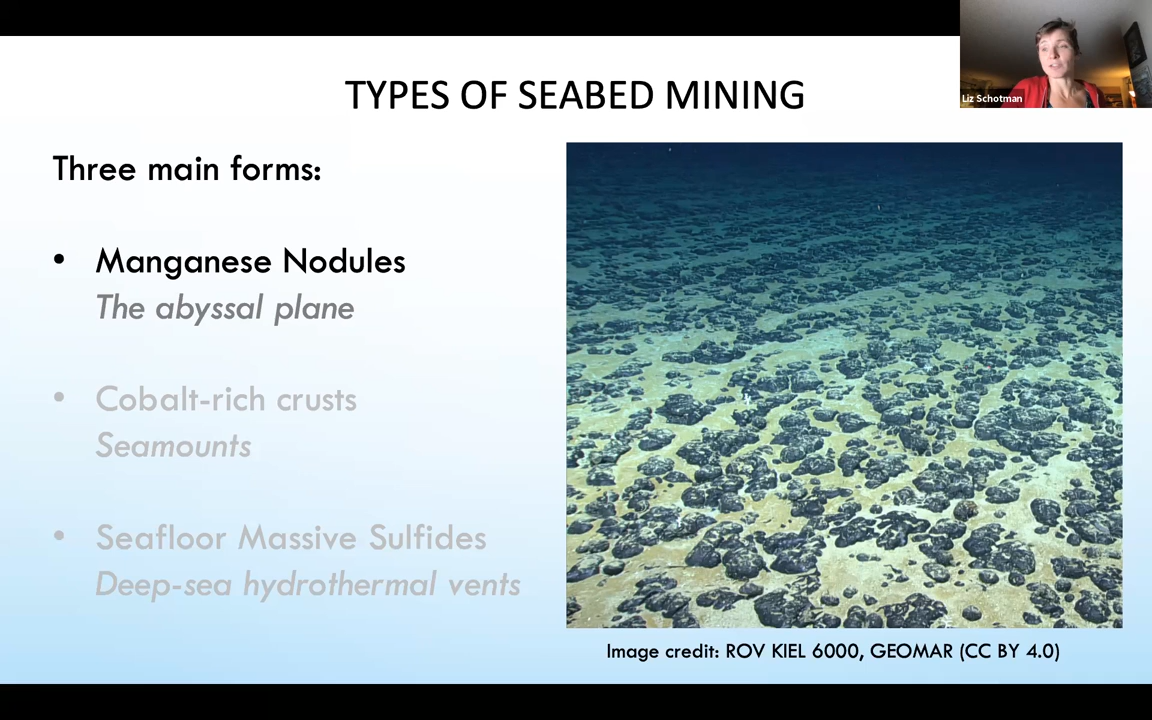 TYPES OF SEABED MINING
Liz Schotman
Three main forms:
• Manganese Nodules
The abyssal plane
• Cobalt-rich crusts
Seamounts
• Seafloor Massive Sulfides
Deep-sea hydrothermal vents
Image credit: ROV KIEL 6000, GEOMAR (CC BY 4.0)